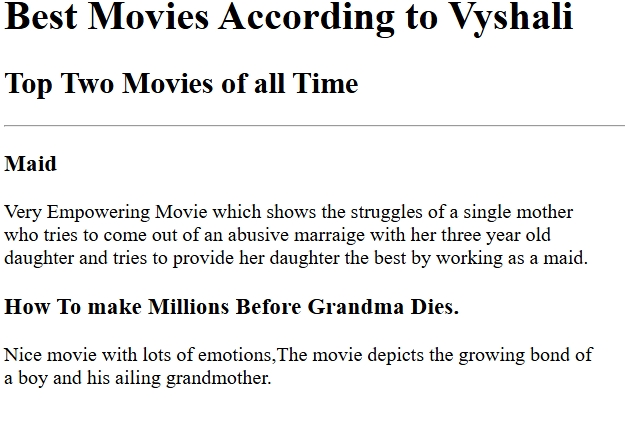 Best Movies According to Vyshali
Top Two Movies of all Time
Maid
Very Empowering Movie which shows the struggles of a single mother
who tries to come out of an abusive marraige with her three year old
daughter and tries to provide her daughter the best by working as a maid.
How To make Millions Before Grandma Dies.
Nice movie with lots of emotions,The movie depicts the growing bond of
a boy and his ailing grandmother.